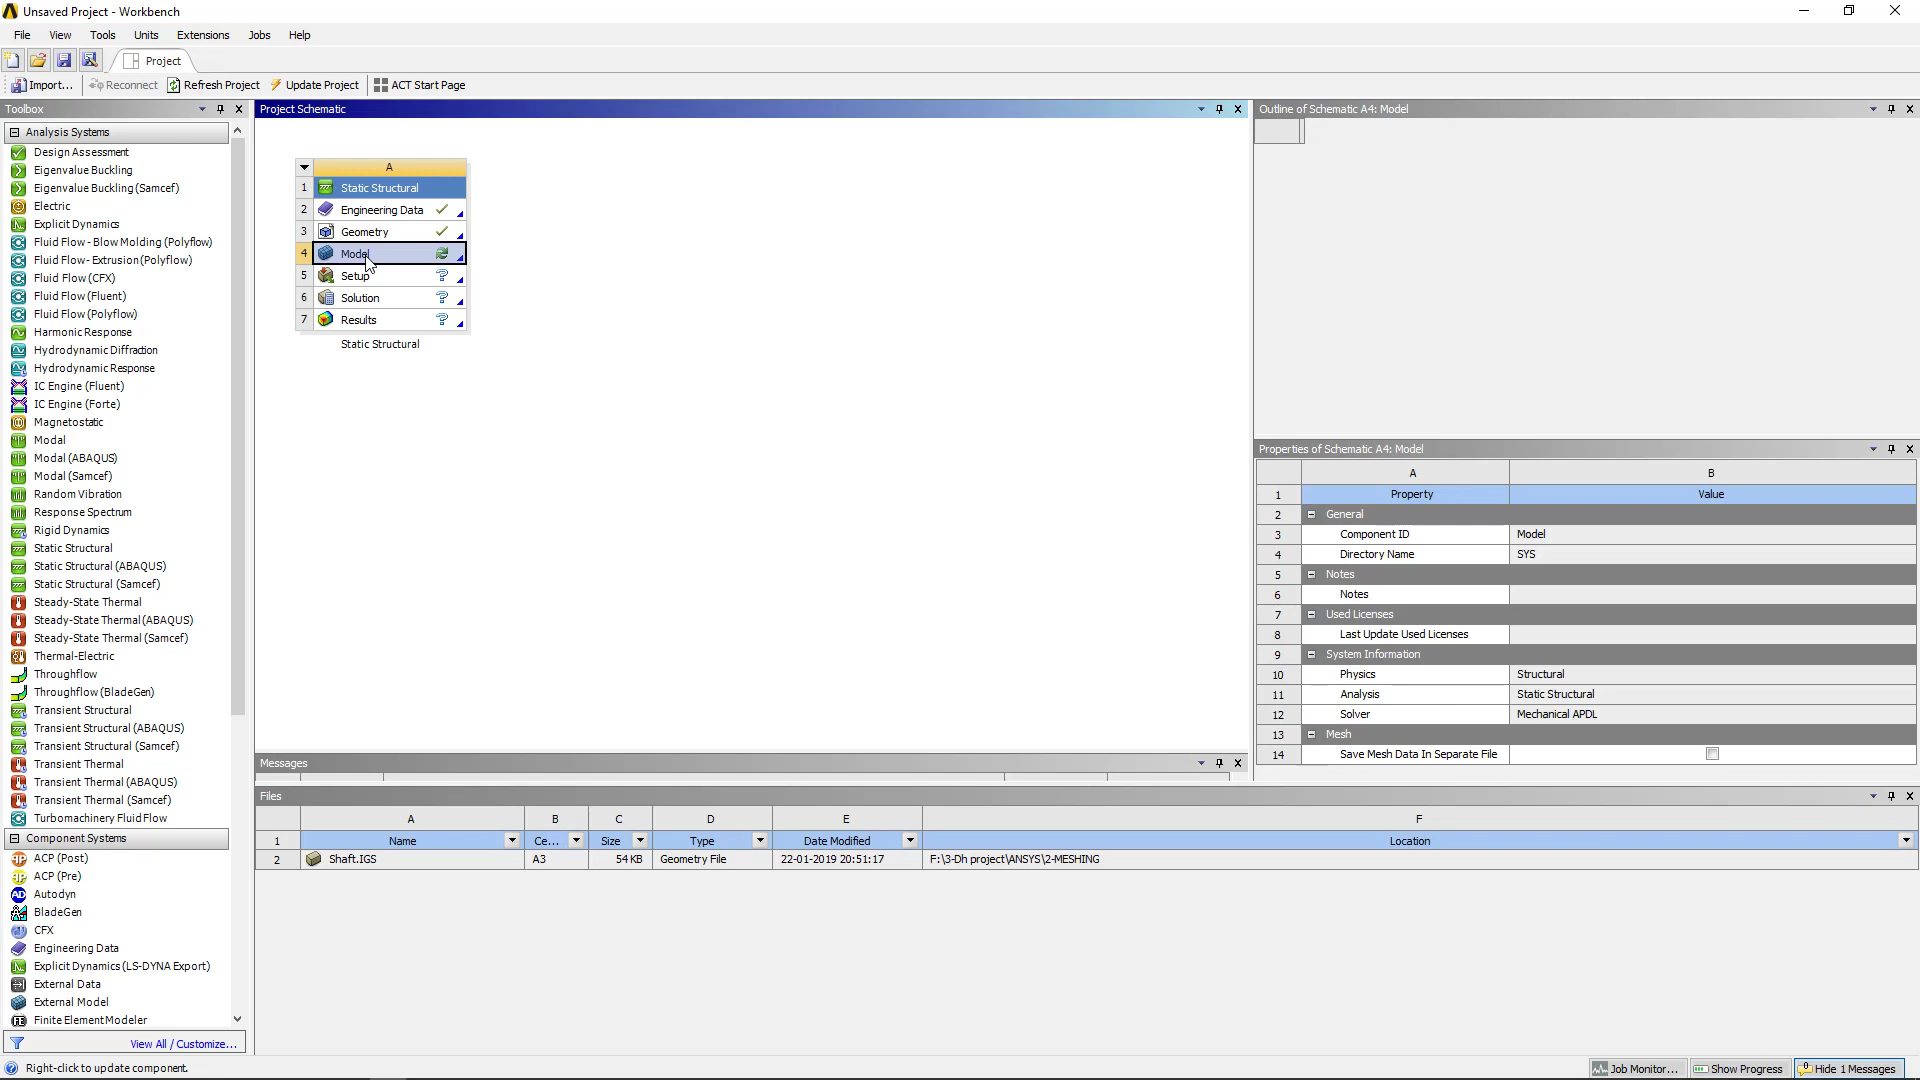 Unsaved Project - Workbench
File View Tools Units Extensions Jobs Help
Project
Import... Reconnect Refresh Project Update Project ACT Start Page
Toolbox
Analysis Systems
Design Assessment
Eigenvalue Buckling
Eigenvalue Buckling (Samcef)
Electric
Explicit Dynamics
Fluid Flow - Blow Molding (Polyflow)
Fluid Flow - Extrusion (Polyflow)
Fluid Flow (CFX)
Fluid Flow (Fluent)
Fluid Flow (Polyflow)
Harmonic Response
Hydrodynamic Diffraction
Hydrodynamic Response
IC Engine (Fluent)
IC Engine (Forte)
Magnetostatic
Modal
Modal (ABAQUS)
Modal (Samcef)
Random Vibration
Response Spectrum
Rigid Dynamics
Static Structural
Static Structural (ABAQUS)
Static Structural (Samcef)
Steady-State Thermal
Steady-State Thermal (ABAQUS)
Steady-State Thermal (Samcef)
Thermal-Electric
Throughflow
Throughflow (BladeGen)
Transient Structural
Transient Structural (ABAQUS)
Transient Structural (Samcef)
Transient Thermal
Transient Thermal (ABAQUS)
Transient Thermal (Samcef)
Turbomachinery Fluid Flow
Component Systems
ACP (Post)
ACP (Pre)
Autodyn
BladeGen
CFX
Engineering Data
Explicit Dynamics (LS-DYNA Export)
External Data
External Model
Finite Element Modeler
View All / Customize...
Project Schematic
A
1 Static Structural
2 Engineering Data
3 Geometry
4 Model
5 Setup
6 Solution ?
7 Results ?
Static Structural
Outline of Schematic A4: Model
Properties of Schematic A4: Model
A B
1 Property Value
2 General
3 Component ID Model
4 Directory Name SYS
5 Notes
6 Notes
7 Used Licenses
8 Last Update Used Licenses
9 System Information
10 Physics Structural
11 Analysis Static Structural
12 Solver Mechanical APDL
13 Mesh
14 Save Mesh Data In Separate File
Messages
Files
A B C D E F
1 Name Ce... Size Type Date Modified Location
2 Shaft.IGS A3 54 KB Geometry File 22-01-2019 20:51:17 F:\3-Dh project\ANSYS\2-MESHING
Right-click to update component.
Job Monitor... Show Progress Hide 1 Messages